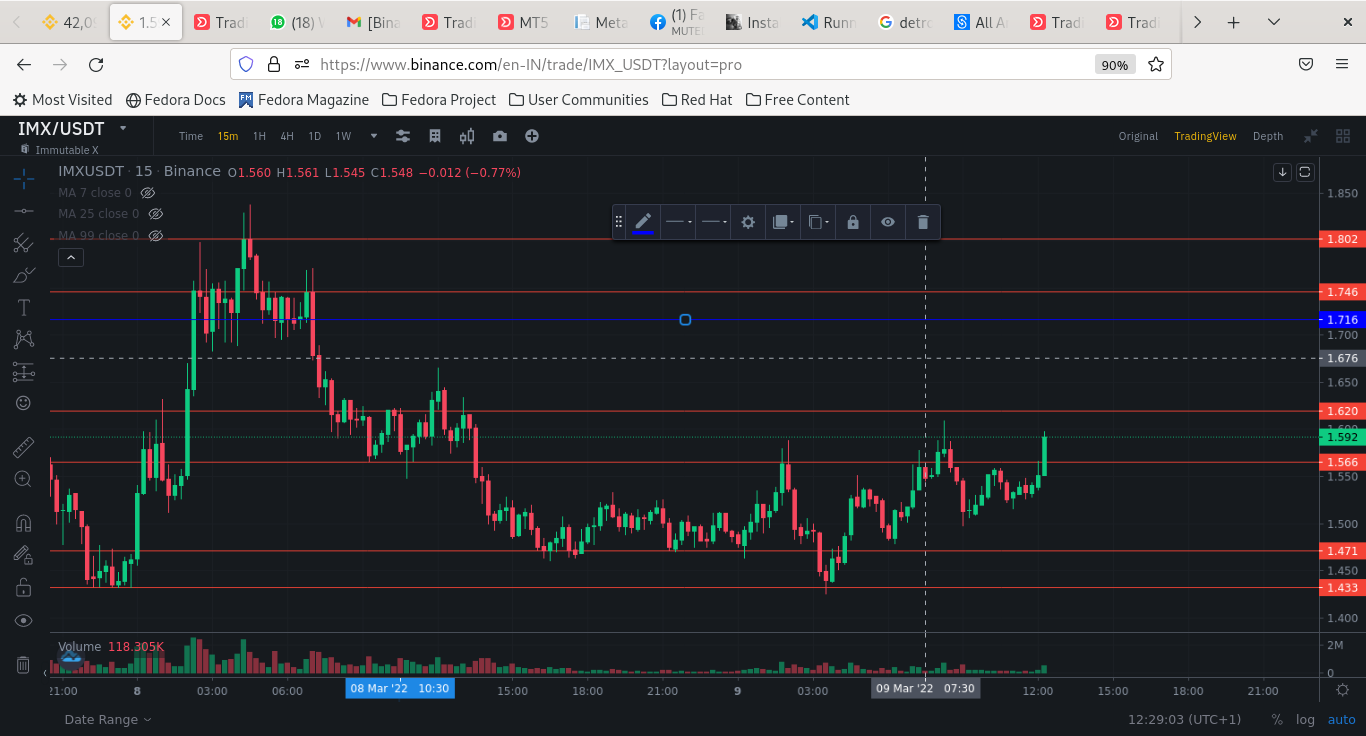 42,0
1.5
Tradi
(18) W
[Bina
Tradi
MT5
Meta
(1) Fa
MUTED
Insta
Runn
detro
All A
Tradi
Tradi
https://www.binance.com/en-IN/trade/IMX_USDT?layout=pro
90%
Most Visited
Fedora Docs
Fedora Magazine
Fedora Project
User Communities
Red Hat
Free Content
IMX/USDT
Immutable X
Time 15m 1H 4H 1D 1W
Original TradingView Depth
IMXUSDT · 15 · Binance O1.560 H1.561 L1.545 C1.548 −0.012 (−0.77%)
MA 7 close 0
MA 25 close 0
MA 99 close 0
1.850
1.802
1.746
1.716
1.700
1.676
1.650
1.620
1.600
1.592
1.566
1.550
1.500
1.471
1.450
1.433
1.400
Volume 118.305K
2M
0
21:00 8 03:00 06:00 08 Mar '22 10:30 15:00 18:00 21:00 9 03:00 09 Mar '22 07:30 12:00 15:00 18:00 21:00
Date Range
12:29:03 (UTC+1) % log auto